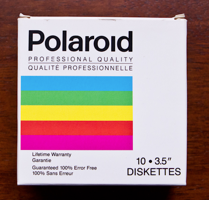 Polaroid
PROFESSIONAL QUALITY
QUALITÉ PROFESSIONNELLE
Lifetime Warranty
Garantie
Guaranteed 100% Error Free
100% Sans Erreur
10 • 3.5"
DISKETTES